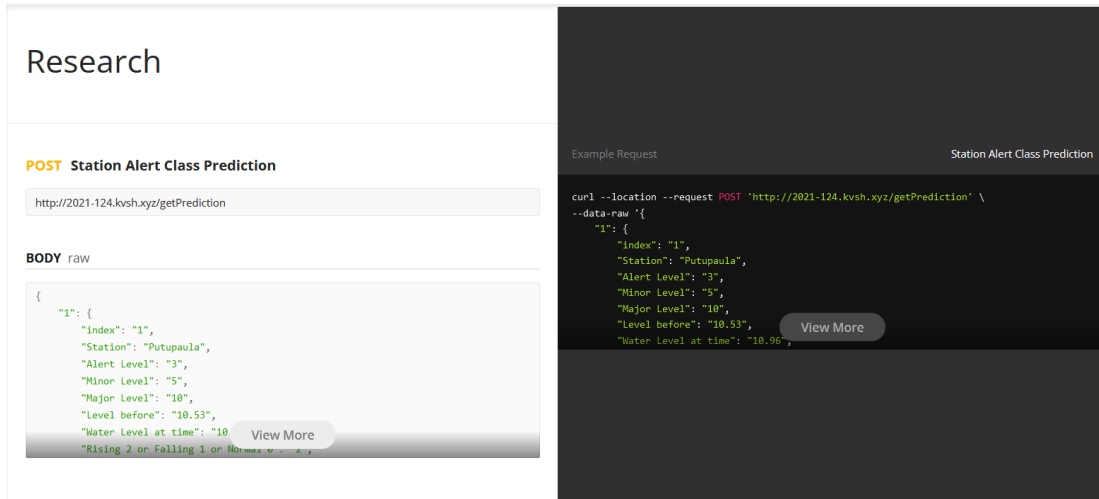 Research
POST Station Alert Class Prediction
http://2021-124.kvsh.xyz/getPrediction
BODY raw
{
"1": {
"index": "1",
"Station": "Putupaula",
"Alert Level": "3",
"Minor Level": "5",
"Major Level": "10",
"Level before": "10.53",
"Water Level at time": "10
View More
"Rising 2 or Falling 1 or Normal 0": "2",
Example Request
Station Alert Class Prediction
curl --location --request POST 'http://2021-124.kvsh.xyz/getPrediction' \
--data-raw '{
"1": {
"index": "1",
"Station": "Putupaula",
"Alert Level": "3",
"Minor Level": "5",
"Major Level": "10",
"Level before": "10.53",
View More
"Water Level at time": "10.96",